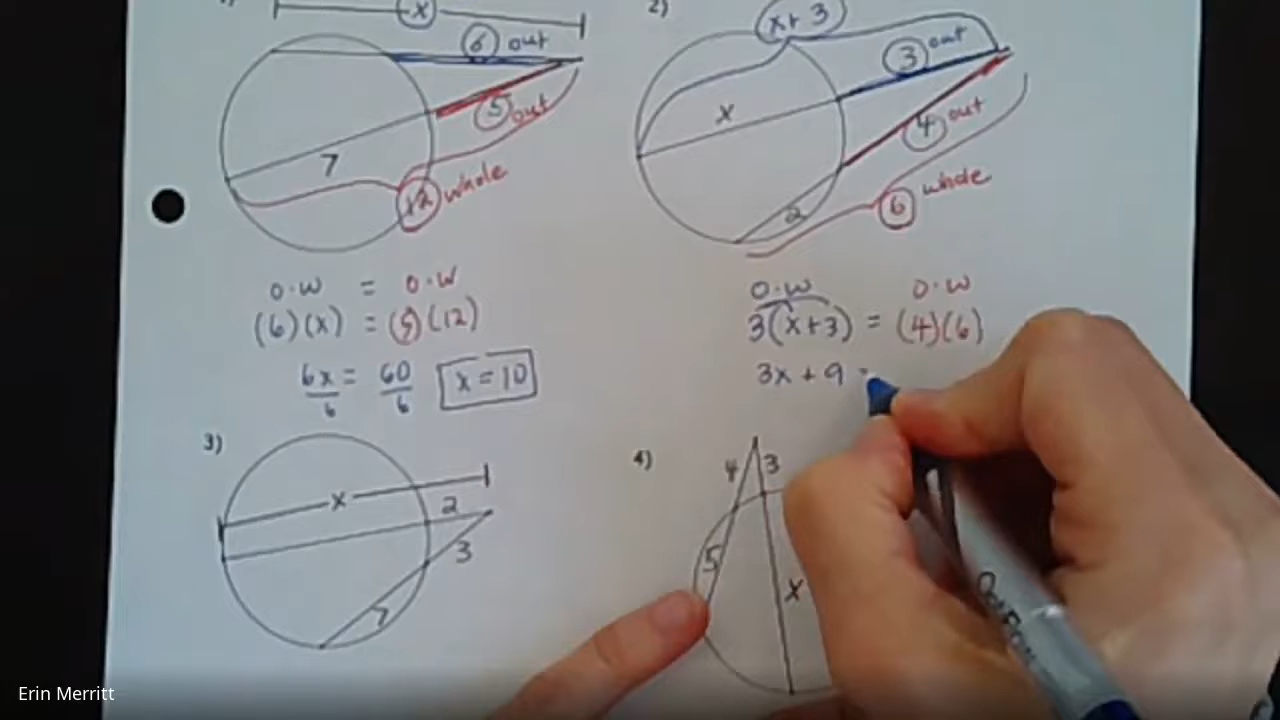 1)
x
6 out
5 out
7
12 whole
O·W = O·W
(6)(x) = (5)(12)
6x = 60
6 6
x = 10
2)
x+3
3 out
x
4 out
2
6 whole
O·W O·W
3(x+3) = (4)(6)
3x + 9 =
3)
x
2
3
7
4)
4
3
5
x
Erin Merritt